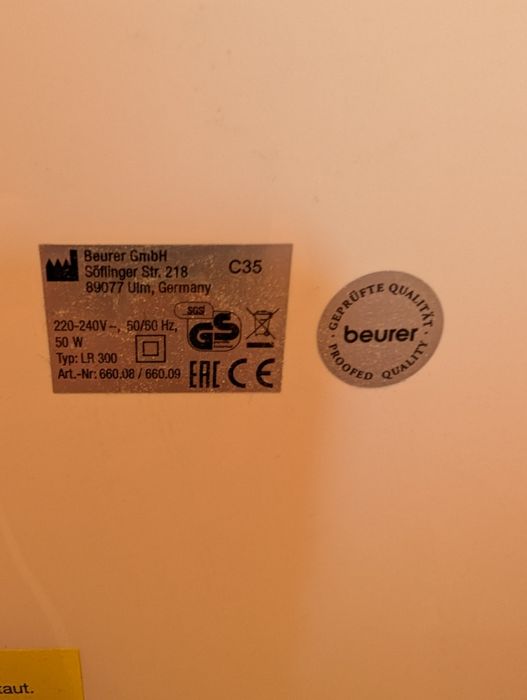 Beurer GmbH
Söflinger Str. 218
89077 Ulm, Germany
C35
220-240V~, 50/60 Hz,
50 W
Typ: LR 300
Art.-Nr: 660.08 / 660.09
SGS
GS
EAC CE
GEPRÜFTE QUALITÄT
beurer
PROOFED QUALITY
aut.